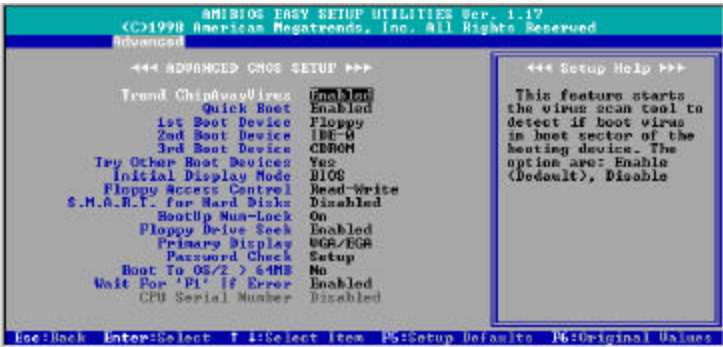 AMIBIOS EASY SETUP UTILITIES Ver. 1.17
(C)1998 American Megatrends, Inc. All Rights Reserved
Advanced
◄◄◄ ADVANCED CMOS SETUP ►►►
Trend ChipAwayVirus Enabled
Quick Boot Enabled
1st Boot Device Floppy
2nd Boot Device IDE-0
3rd Boot Device CDROM
Try Other Boot Devices Yes
Initial Display Mode BIOS
Floppy Access Control Read-Write
S.M.A.R.T. for Hard Disks Disabled
BootUp Num-Lock On
Floppy Drive Seek Enabled
Primary Display VGA/EGA
Password Check Setup
Boot To OS/2 > 64MB No
Wait For 'F1' If Error Enabled
CPU Serial Number Disabled
◄◄◄ Setup Help ►►►
This feature starts
the virus scan tool to
detect if boot virus
in boot sector of the
booting device. The
option are: Enable
(Dedault), Disable
Esc:Back Enter:Select ↑ ↓:Select Item F5:Setup Defaults F6:Original Values